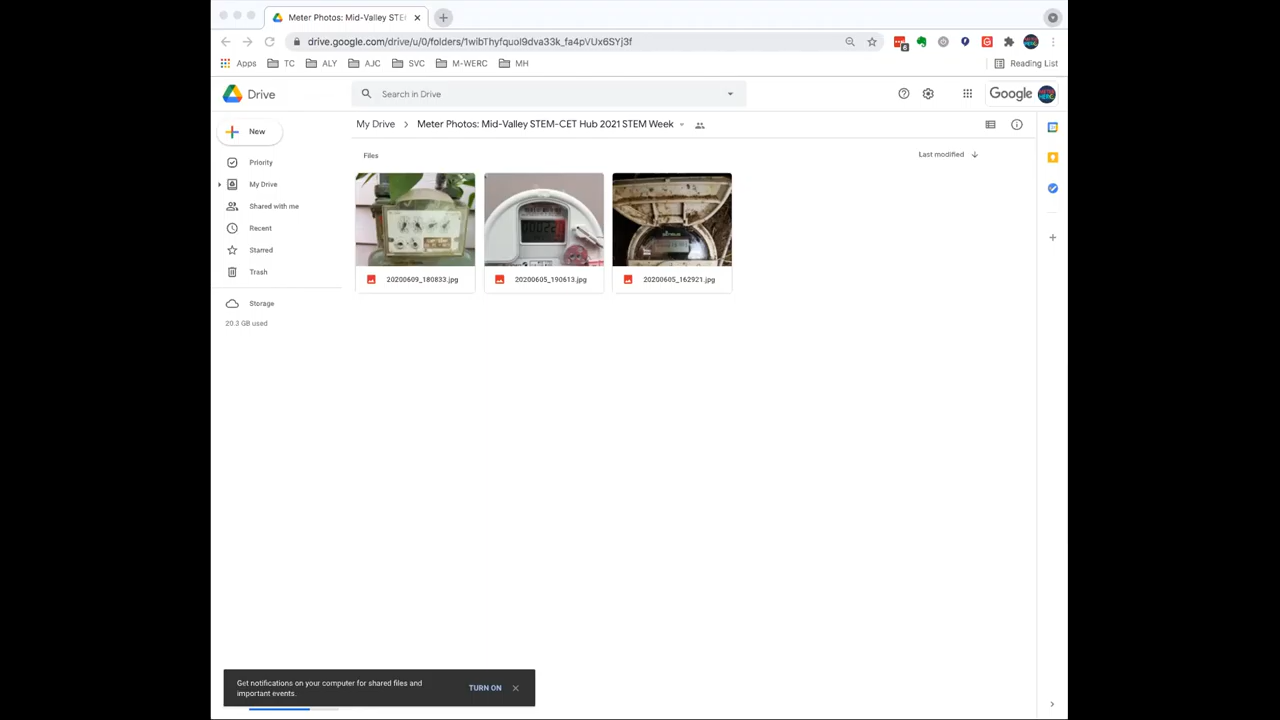 Meter Photos: Mid-Valley STE
drive.google.com/drive/u/0/folders/1wibThyfquol9dva33k_fa4pVUx6SYj3f
6
Apps TC ALY AJC SVC M-WERC MH Reading List
Drive
Search in Drive
Google
New
My Drive > Meter Photos: Mid-Valley STEM-CET Hub 2021 STEM Week
Files
Last modified
Priority
My Drive
Shared with me
Recent
Starred
Trash
Storage
20.3 GB used
20200609_180833.jpg
20200605_190613.jpg
20200605_162921.jpg
Get notifications on your computer for shared files and
important events.
TURN ON